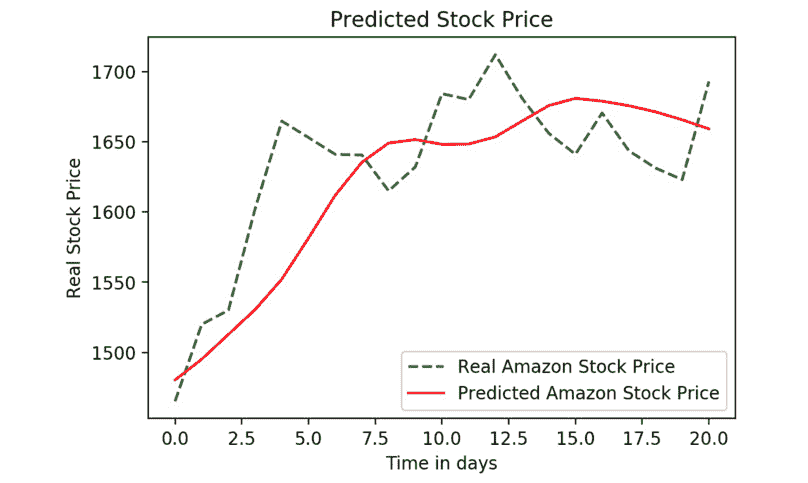 Predicted Stock Price
Real Stock Price
1700
1650
1600
1550
1500
Real Amazon Stock Price
Predicted Amazon Stock Price
0.0 2.5 5.0 7.5 10.0 12.5 15.0 17.5 20.0
Time in days